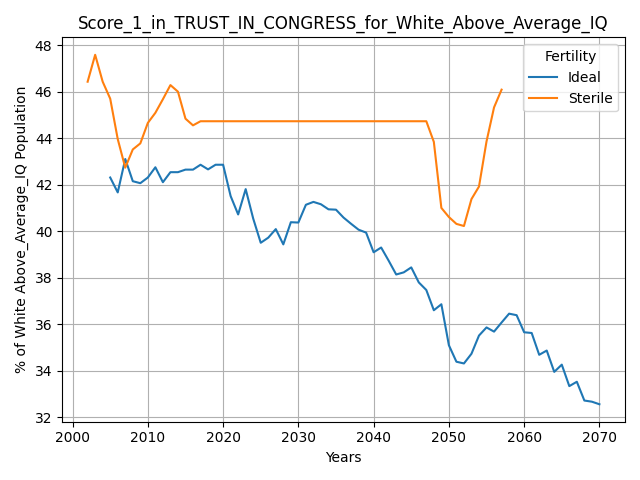 Score_1_in_TRUST_IN_CONGRESS_for_White_Above_Average_IQ
48
46
44
42
40
38
36
34
32
% of White Above_Average_IQ Population
Fertility
Ideal
Sterile
2000 2010 2020 2030 2040 2050 2060 2070
Years